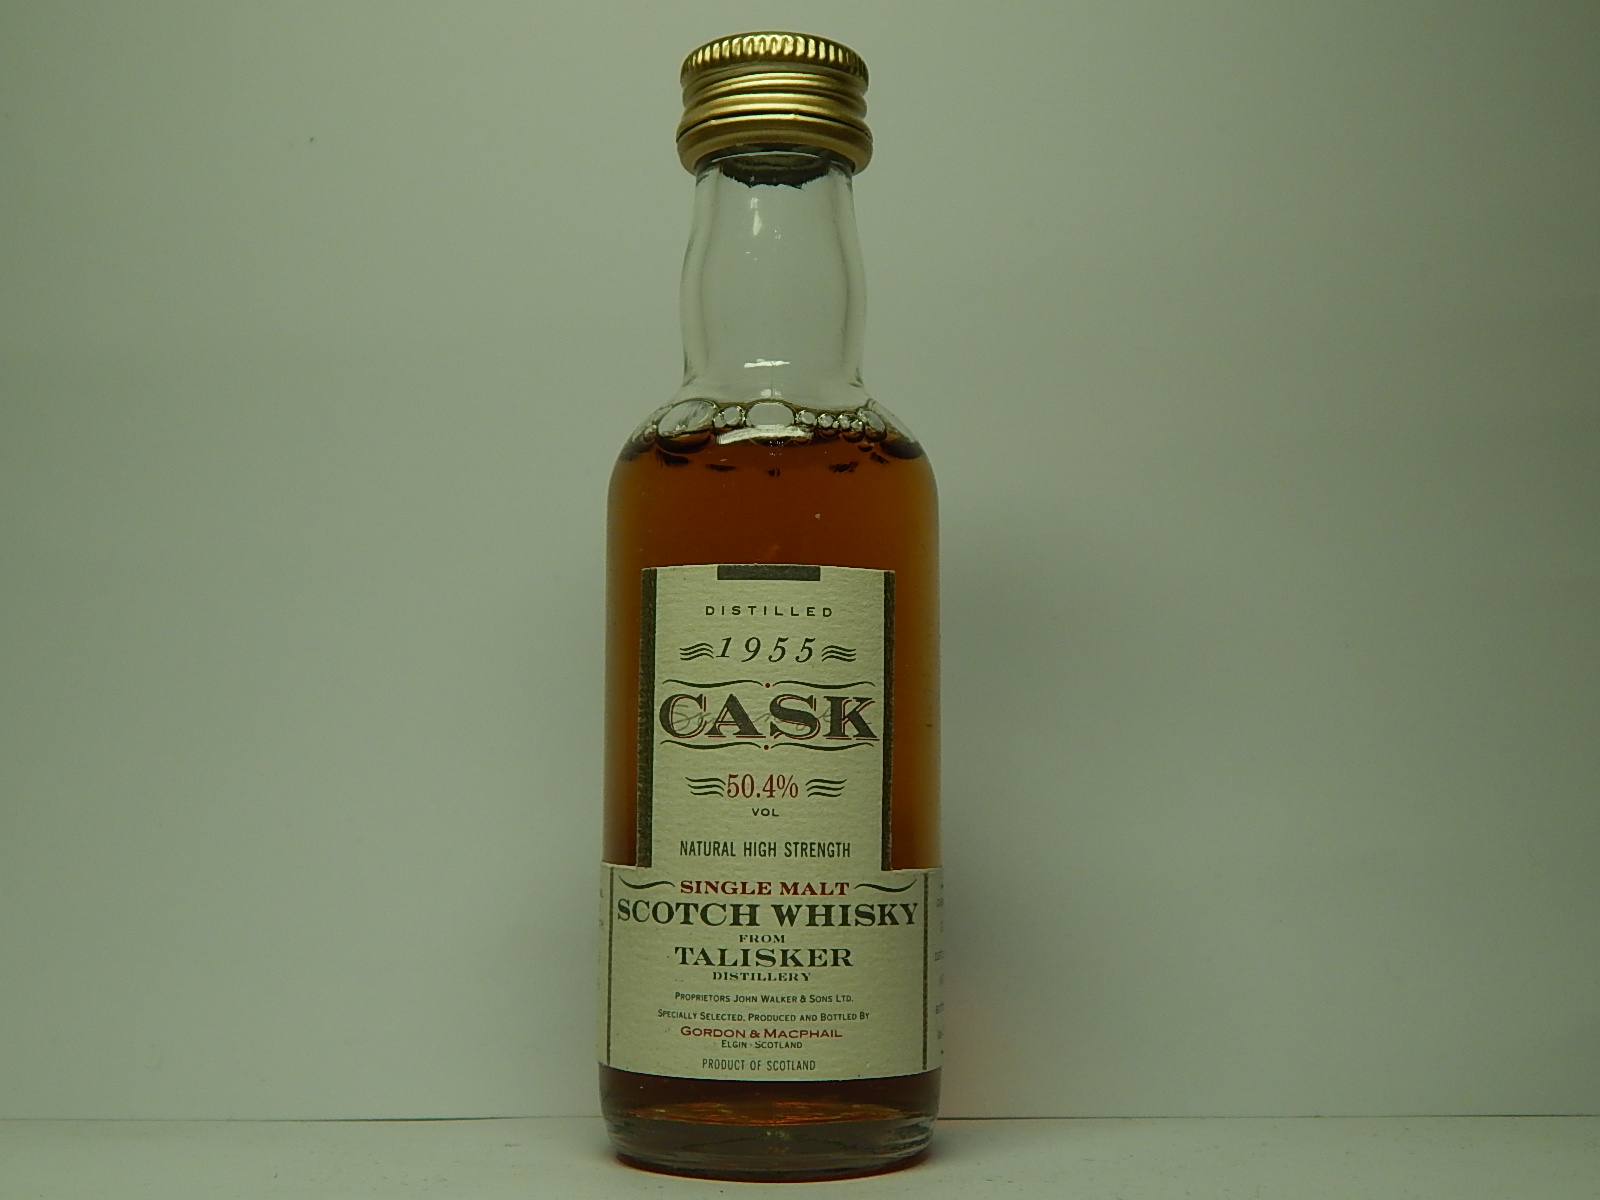 DISTILLED
1955
CASK
50.4%
VOL
NATURAL HIGH STRENGTH
SINGLE MALT
SCOTCH WHISKY
FROM
TALISKER
DISTILLERY
PROPRIETORS JOHN WALKER & SONS LTD.
SPECIALLY SELECTED, PRODUCED AND BOTTLED BY
GORDON & MACPHAIL
ELGIN · SCOTLAND
PRODUCT OF SCOTLAND